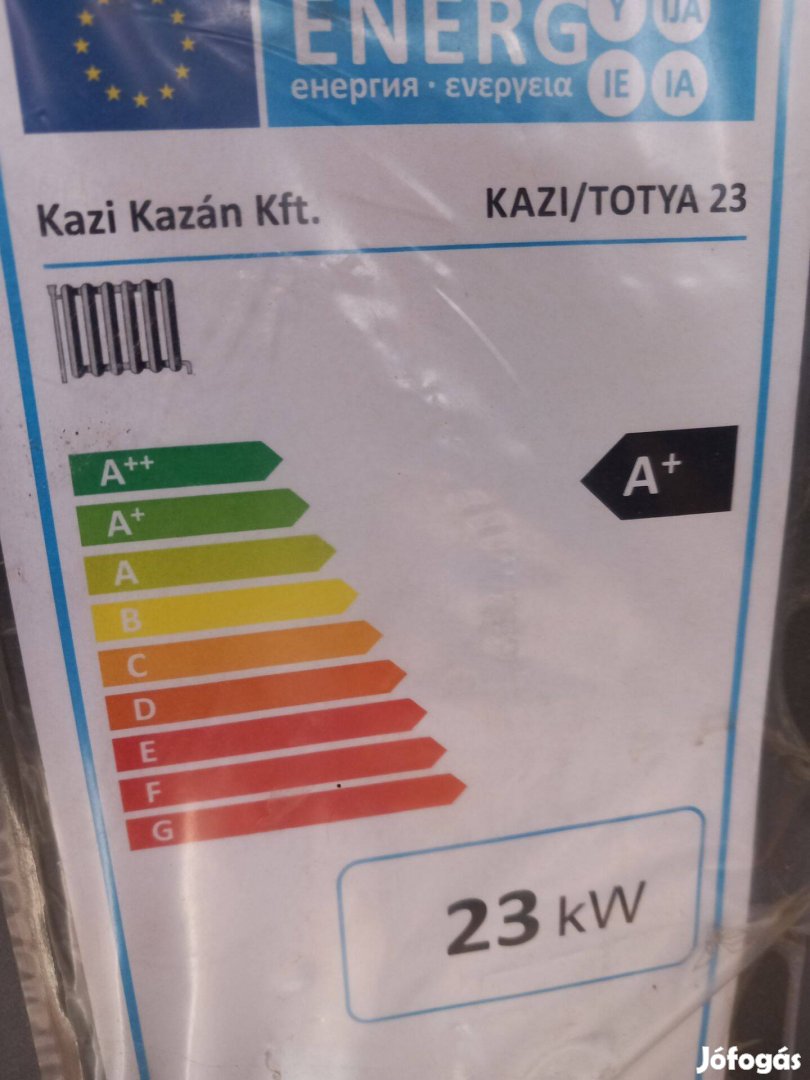 ENERG
Y IJA
енергия · ενεργεια IE IA
Kazi Kazán Kft. KAZI/TOTYA 23
A++
A+
A+
A
B
C
D
E
F
G
23 kW
Jófogás